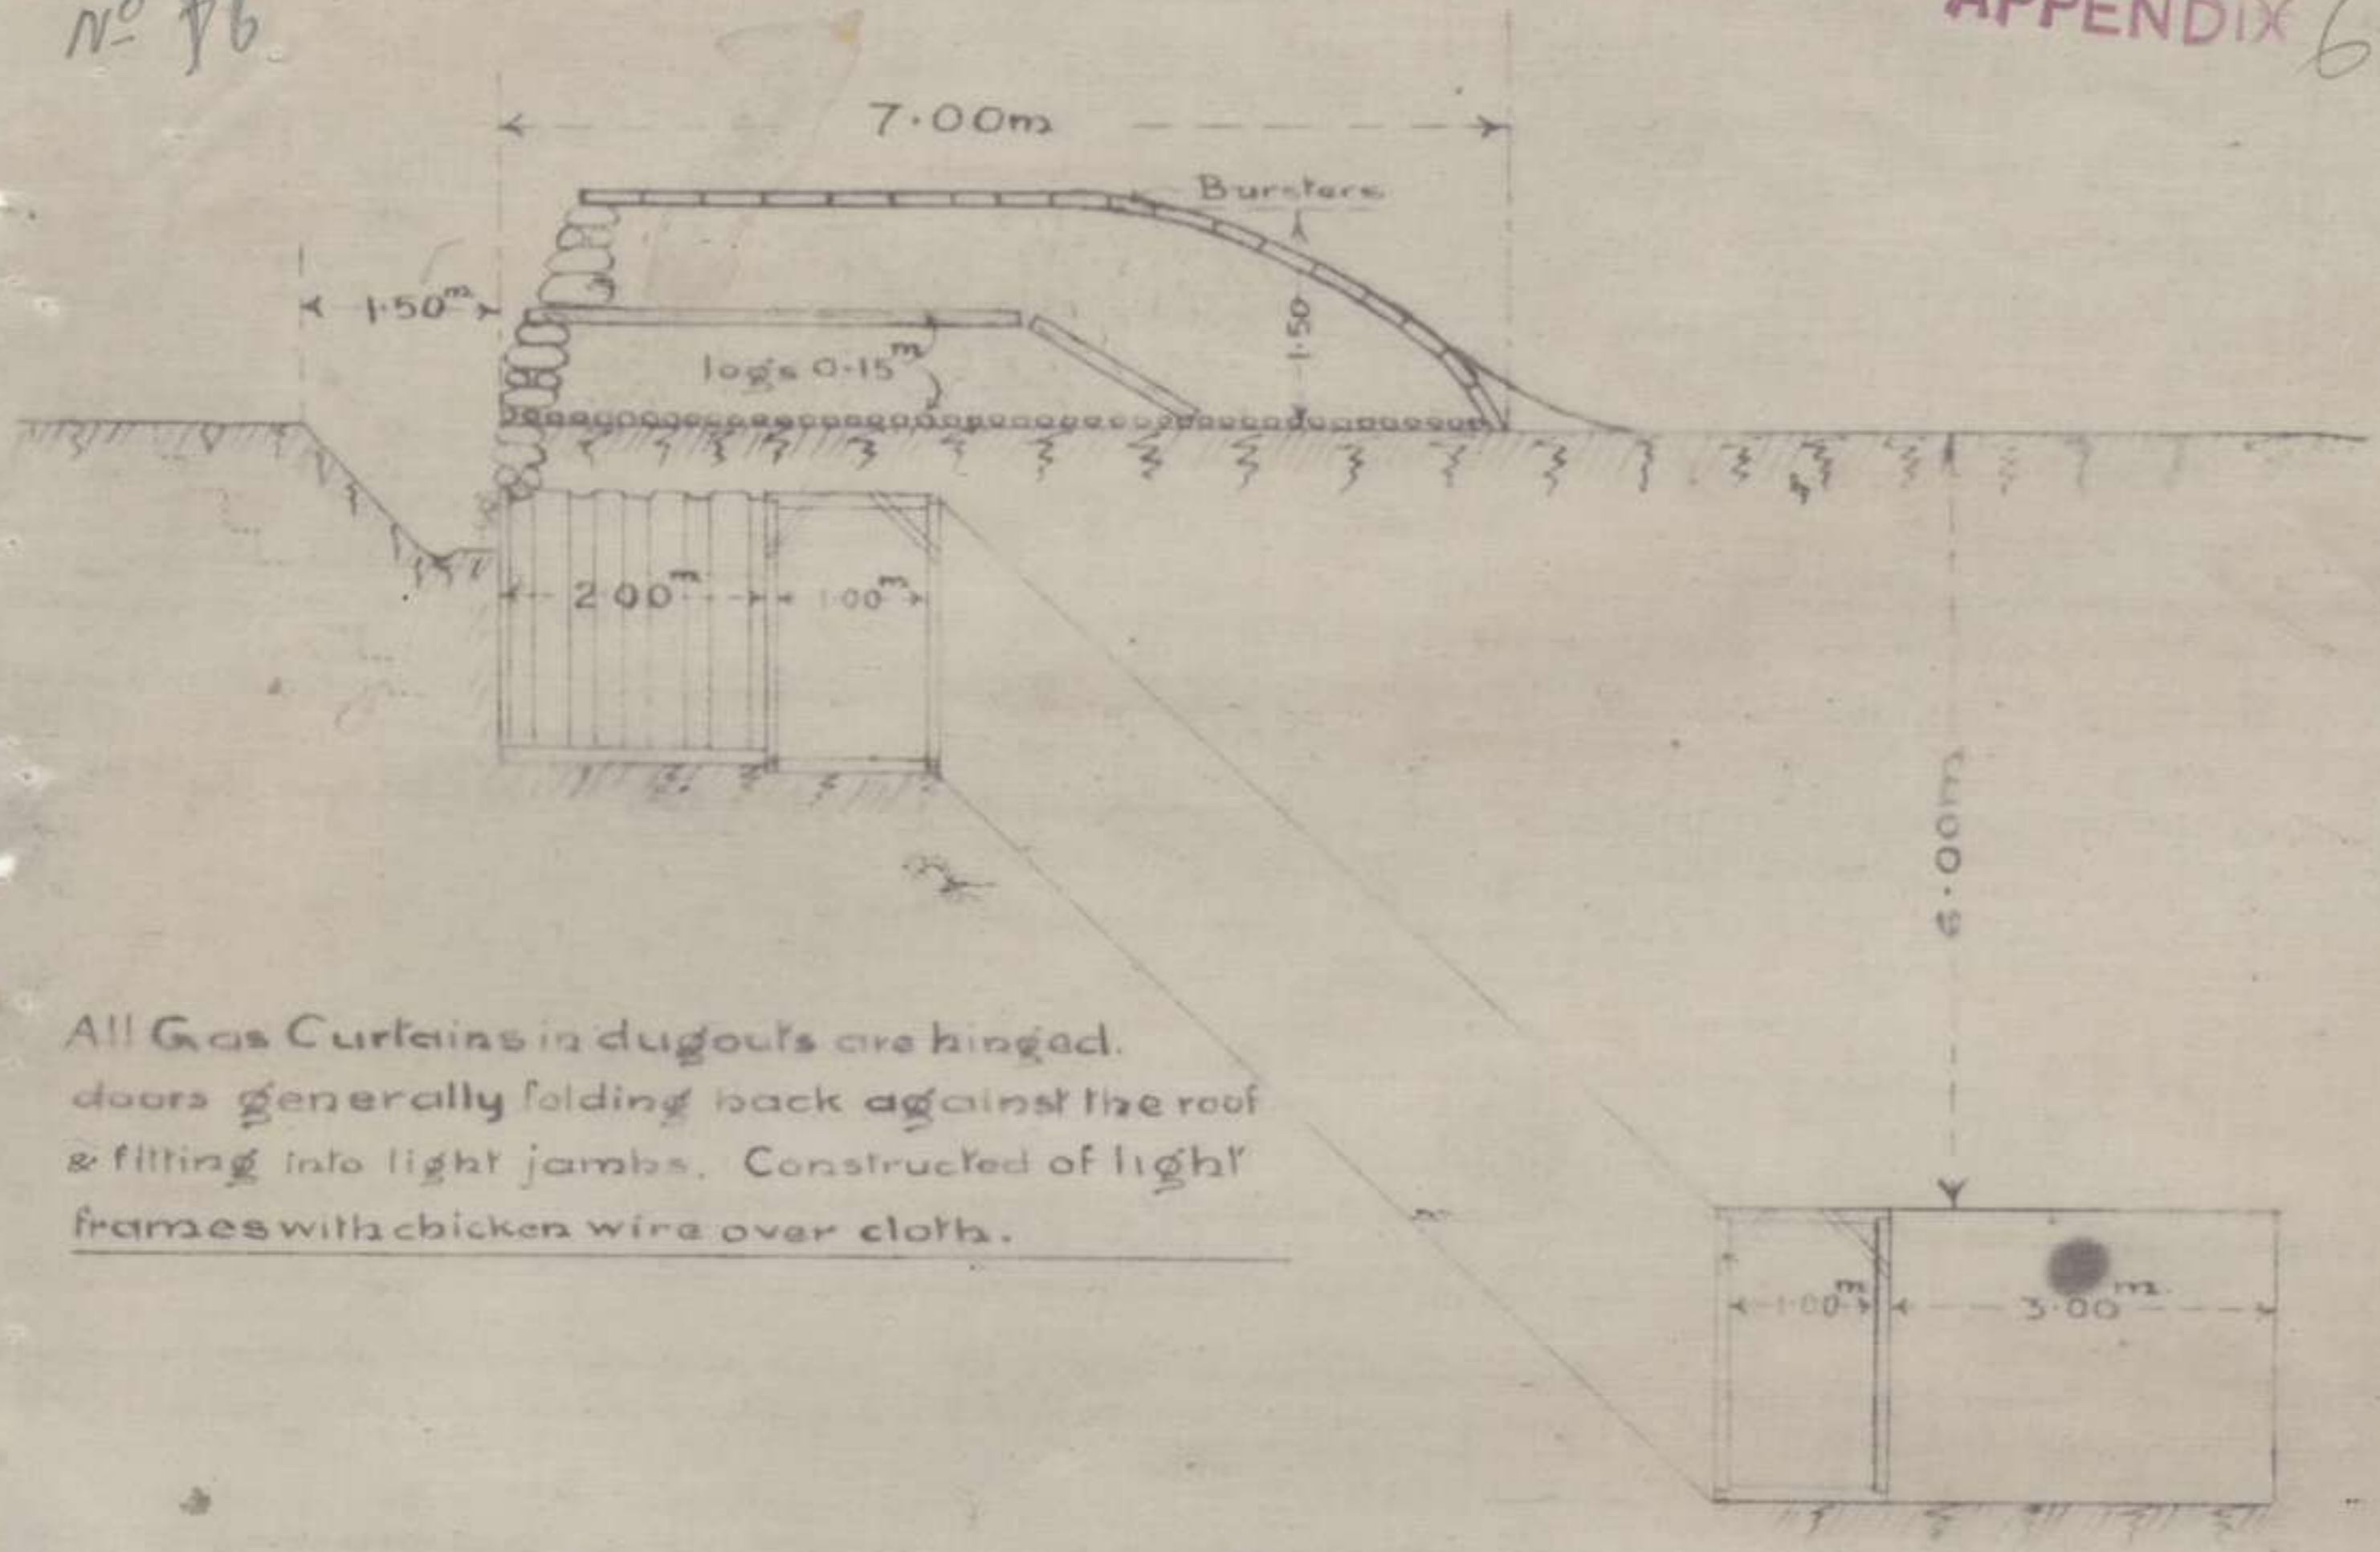 No 76
APPENDIX 6
7.00m
Bursters
1.50m
1.50
logs 0.15m
2.00m
1.00m
6.00m
All Gas Curtains in dugouts are hinged.
doors generally folding back against the roof
& fitting into light jambs. Constructed of light
frames with chicken wire over cloth.
1.00m
3.00m.